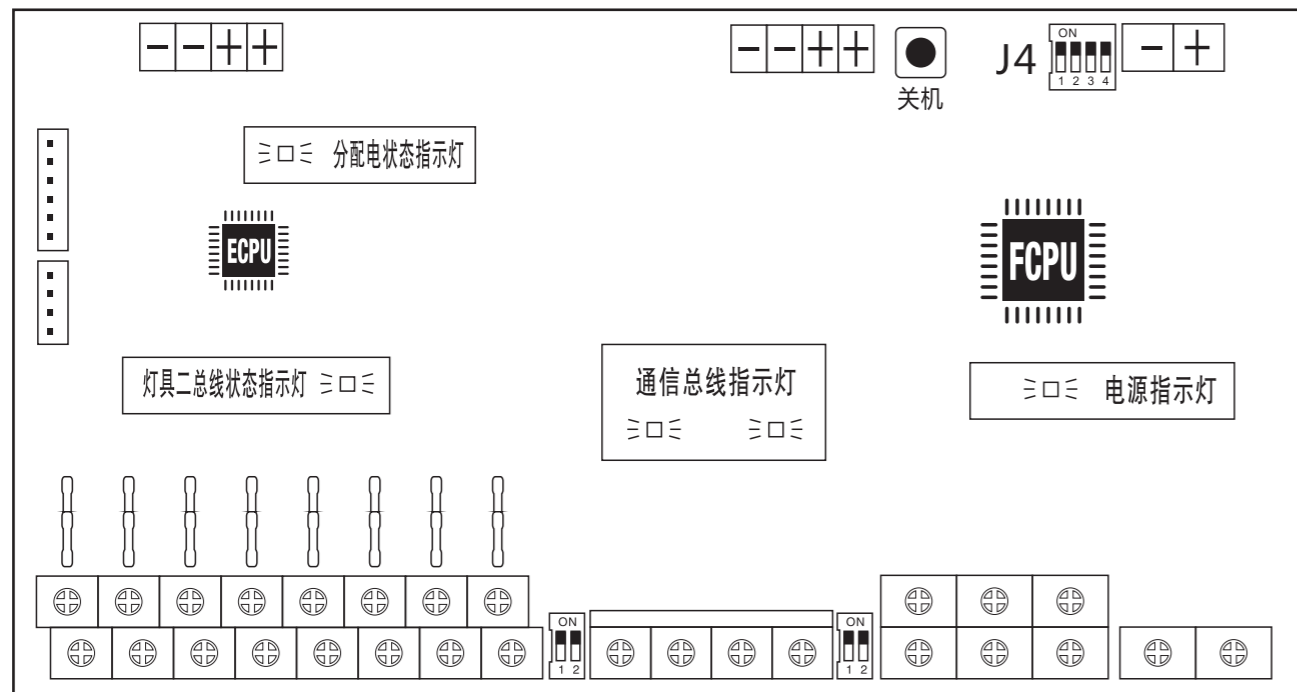 − − + +
− − + +
关机
J4
ON
1 2 3 4
− +
分配电状态指示灯
ECPU
FCPU
灯具二总线状态指示灯
通信总线指示灯
电源指示灯
ON
1 2
ON
1 2